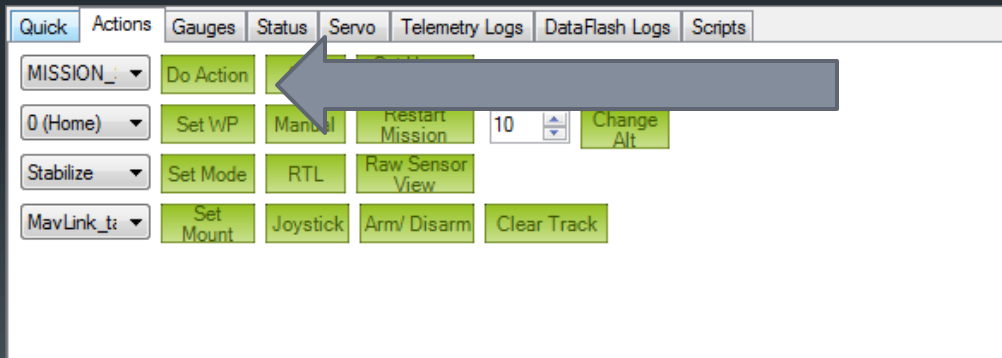 Quick Actions Gauges Status Servo Telemetry Logs DataFlash Logs Scripts
MISSION_ Do Action
0 (Home) Set WP Manual Restart Mission 10 Change Alt
Stabilize Set Mode RTL Raw Sensor View
MavLink_ta Set Mount Joystick Arm/ Disarm Clear Track